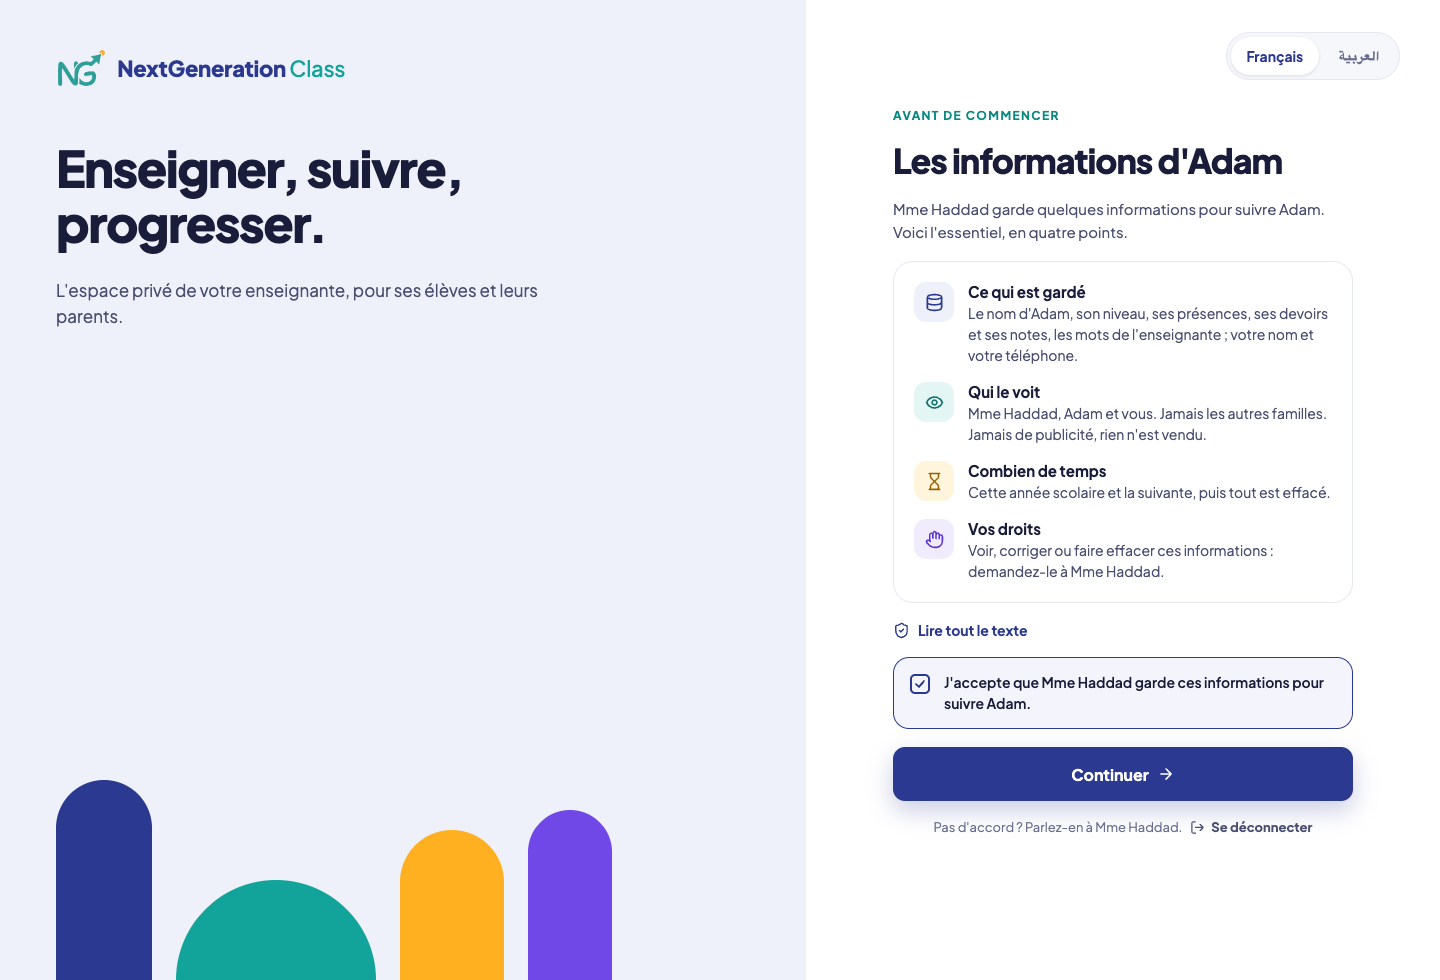 NG NextGeneration Class
Enseigner, suivre,
progresser.
L'espace privé de votre enseignante, pour ses élèves et leurs
parents.
Français
العربية
AVANT DE COMMENCER
Les informations d'Adam
Mme Haddad garde quelques informations pour suivre Adam.
Voici l'essentiel, en quatre points.
Ce qui est gardé
Le nom d'Adam, son niveau, ses présences, ses devoirs
et ses notes, les mots de l'enseignante ; votre nom et
votre téléphone.
Qui le voit
Mme Haddad, Adam et vous. Jamais les autres familles.
Jamais de publicité, rien n'est vendu.
Combien de temps
Cette année scolaire et la suivante, puis tout est effacé.
Vos droits
Voir, corriger ou faire effacer ces informations :
demandez-le à Mme Haddad.
Lire tout le texte
J'accepte que Mme Haddad garde ces informations pour
suivre Adam.
Continuer
Pas d'accord ? Parlez-en à Mme Haddad. Se déconnecter